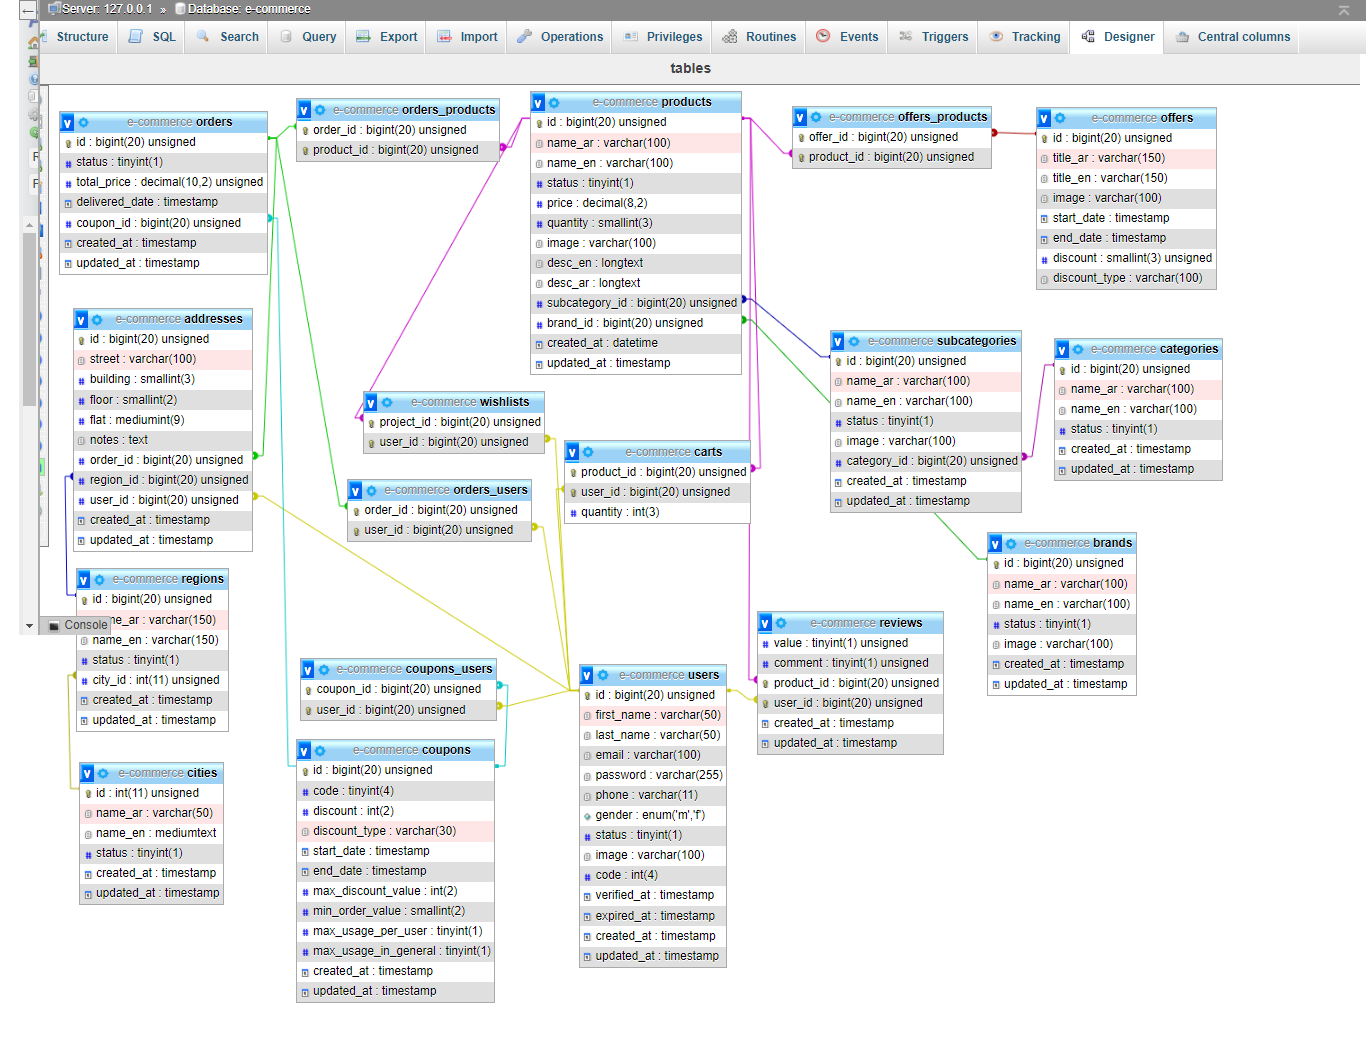 Server: 127.0.0.1 » Database: e-commerce
Structure SQL Search Query Export Import Operations Privileges Routines Events Triggers Tracking Designer Central columns
tables
e-commerce orders
id : bigint(20) unsigned
status : tinyint(1)
total_price : decimal(10,2) unsigned
delivered_date : timestamp
coupon_id : bigint(20) unsigned
created_at : timestamp
updated_at : timestamp
e-commerce orders_products
order_id : bigint(20) unsigned
product_id : bigint(20) unsigned
e-commerce products
id : bigint(20) unsigned
name_ar : varchar(100)
name_en : varchar(100)
status : tinyint(1)
price : decimal(8,2)
quantity : smallint(3)
image : varchar(100)
desc_en : longtext
desc_ar : longtext
subcategory_id : bigint(20) unsigned
brand_id : bigint(20) unsigned
created_at : datetime
updated_at : timestamp
e-commerce offers_products
offer_id : bigint(20) unsigned
product_id : bigint(20) unsigned
e-commerce offers
id : bigint(20) unsigned
title_ar : varchar(150)
title_en : varchar(150)
image : varchar(100)
start_date : timestamp
end_date : timestamp
discount : smallint(3) unsigned
discount_type : varchar(100)
e-commerce addresses
id : bigint(20) unsigned
street : varchar(100)
building : smallint(3)
floor : smallint(2)
flat : mediumint(9)
notes : text
order_id : bigint(20) unsigned
region_id : bigint(20) unsigned
user_id : bigint(20) unsigned
created_at : timestamp
updated_at : timestamp
e-commerce wishlists
project_id : bigint(20) unsigned
user_id : bigint(20) unsigned
e-commerce carts
product_id : bigint(20) unsigned
user_id : bigint(20) unsigned
quantity : int(3)
e-commerce subcategories
id : bigint(20) unsigned
name_ar : varchar(100)
name_en : varchar(100)
status : tinyint(1)
image : varchar(100)
category_id : bigint(20) unsigned
created_at : timestamp
updated_at : timestamp
e-commerce categories
id : bigint(20) unsigned
name_ar : varchar(100)
name_en : varchar(100)
status : tinyint(1)
created_at : timestamp
updated_at : timestamp
e-commerce orders_users
order_id : bigint(20) unsigned
user_id : bigint(20) unsigned
e-commerce brands
id : bigint(20) unsigned
name_ar : varchar(100)
name_en : varchar(100)
status : tinyint(1)
image : varchar(100)
created_at : timestamp
updated_at : timestamp
e-commerce regions
id : bigint(20) unsigned
me_ar : varchar(150)
Console
name_en : varchar(150)
status : tinyint(1)
city_id : int(11) unsigned
created_at : timestamp
updated_at : timestamp
e-commerce reviews
value : tinyint(1) unsigned
comment : tinyint(1) unsigned
product_id : bigint(20) unsigned
user_id : bigint(20) unsigned
created_at : timestamp
updated_at : timestamp
e-commerce coupons_users
coupon_id : bigint(20) unsigned
user_id : bigint(20) unsigned
e-commerce users
id : bigint(20) unsigned
first_name : varchar(50)
last_name : varchar(50)
email : varchar(100)
password : varchar(255)
phone : varchar(11)
gender : enum('m','f')
status : tinyint(1)
image : varchar(100)
code : int(4)
verified_at : timestamp
expired_at : timestamp
created_at : timestamp
updated_at : timestamp
e-commerce coupons
id : bigint(20) unsigned
code : tinyint(4)
discount : int(2)
discount_type : varchar(30)
start_date : timestamp
end_date : timestamp
max_discount_value : int(2)
min_order_value : smallint(2)
max_usage_per_user : tinyint(1)
max_usage_in_general : tinyint(1)
created_at : timestamp
updated_at : timestamp
e-commerce cities
id : int(11) unsigned
name_ar : varchar(50)
name_en : mediumtext
status : tinyint(1)
created_at : timestamp
updated_at : timestamp